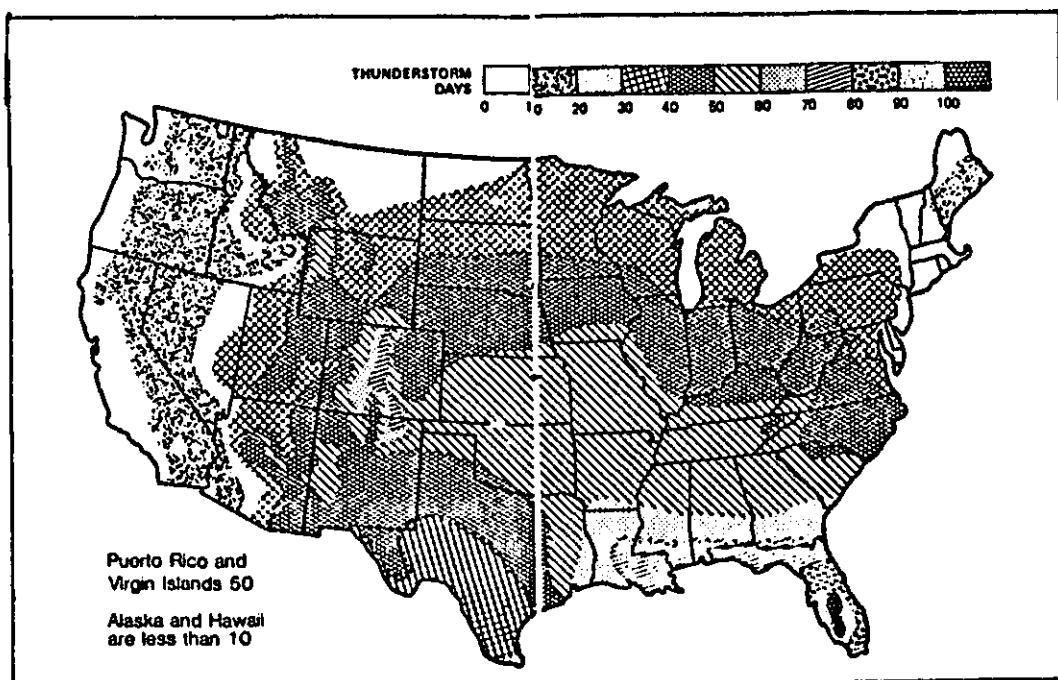 THUNDERSTORM
DAYS
0 10 20 30 40 50 60 70 80 90 100
Puerto Rico and
Virgin Islands 50
Alaska and Hawaii
are less than 10